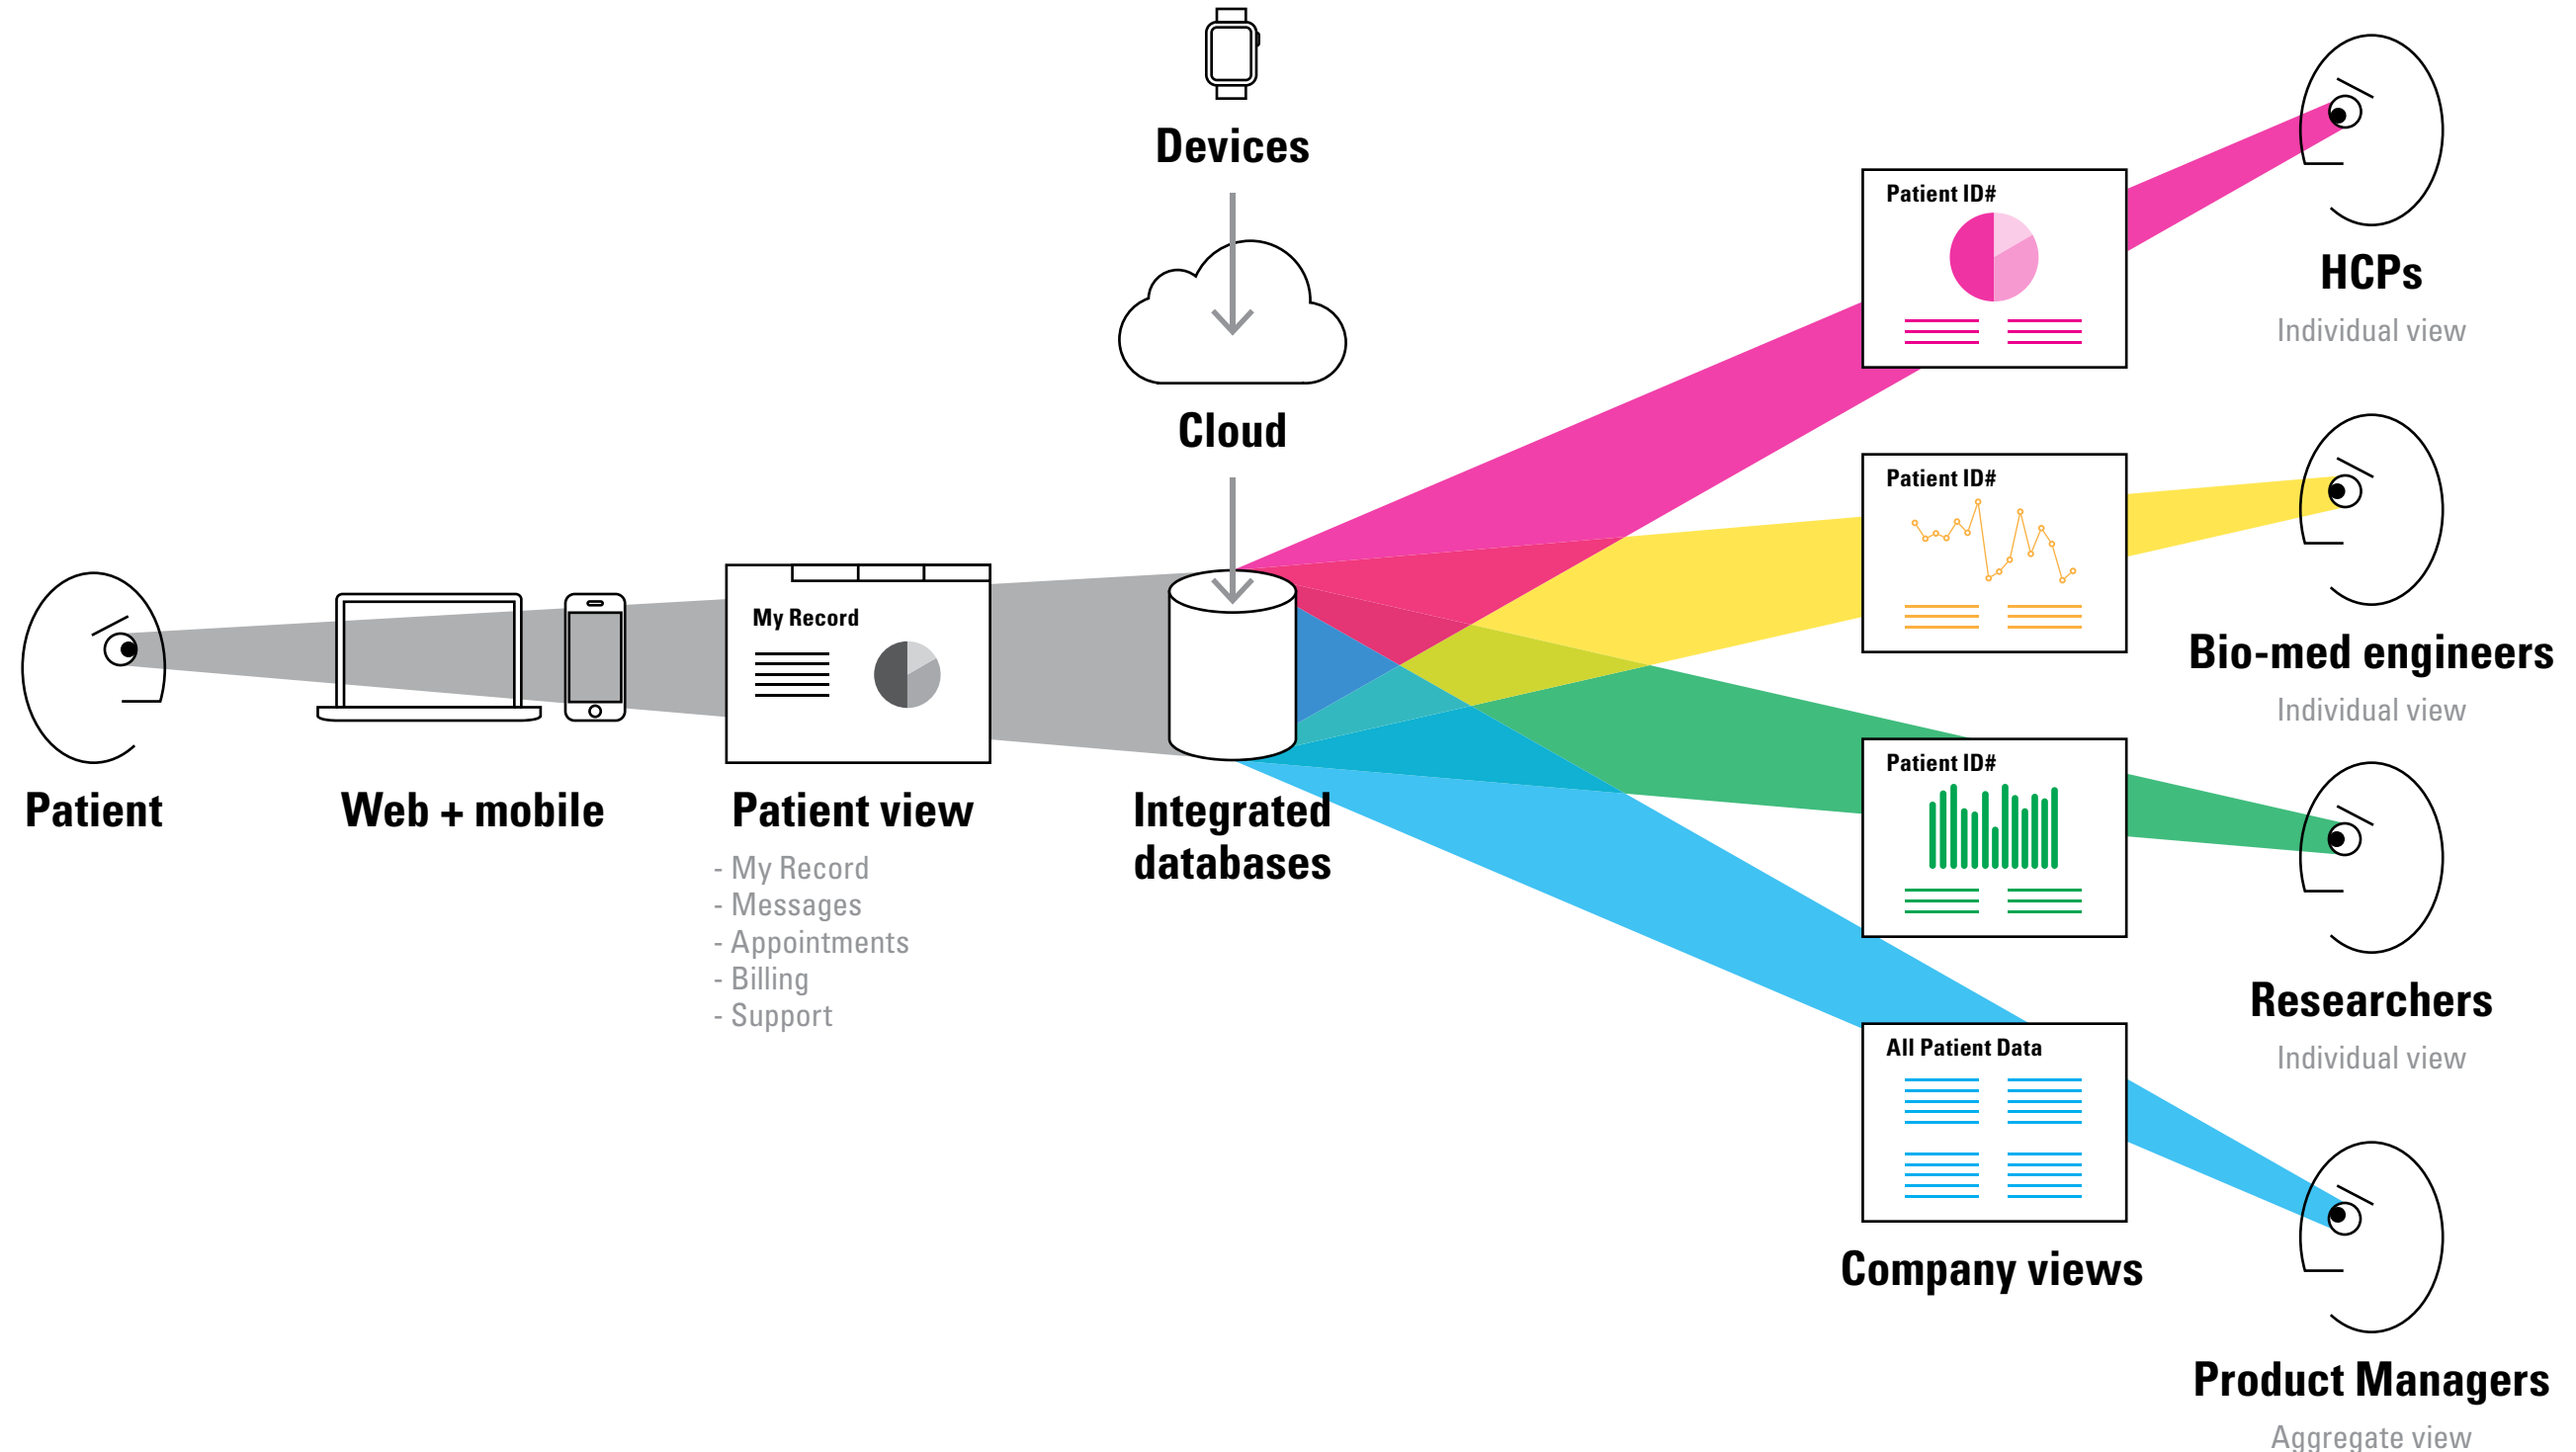 Devices
Cloud
Patient
Web + mobile
My Record
Patient view
- My Record
- Messages
- Appointments
- Billing
- Support
Integrated
databases
Patient ID#
Patient ID#
Patient ID#
All Patient Data
Company views
HCPs
Individual view
Bio-med engineers
Individual view
Researchers
Individual view
Product Managers
Aggregate view